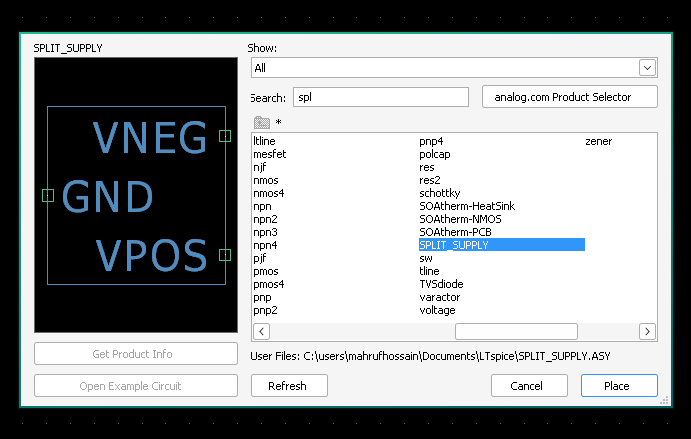 SPLIT_SUPPLY
VNEG
GND
VPOS
Get Product Info
Open Example Circuit
Show:
All
Search:
spl
analog.com Product Selector
*
ltline
mesfet
njf
nmos
nmos4
npn
npn2
npn3
npn4
pjf
pmos
pmos4
pnp
pnp2
pnp4
polcap
res
res2
schottky
SOAtherm-HeatSink
SOAtherm-NMOS
SOAtherm-PCB
SPLIT_SUPPLY
sw
tline
TVSdiode
varactor
voltage
zener
User Files: C:\users\mahrufhossain\Documents\LTspice\SPLIT_SUPPLY.ASY
Refresh
Cancel
Place